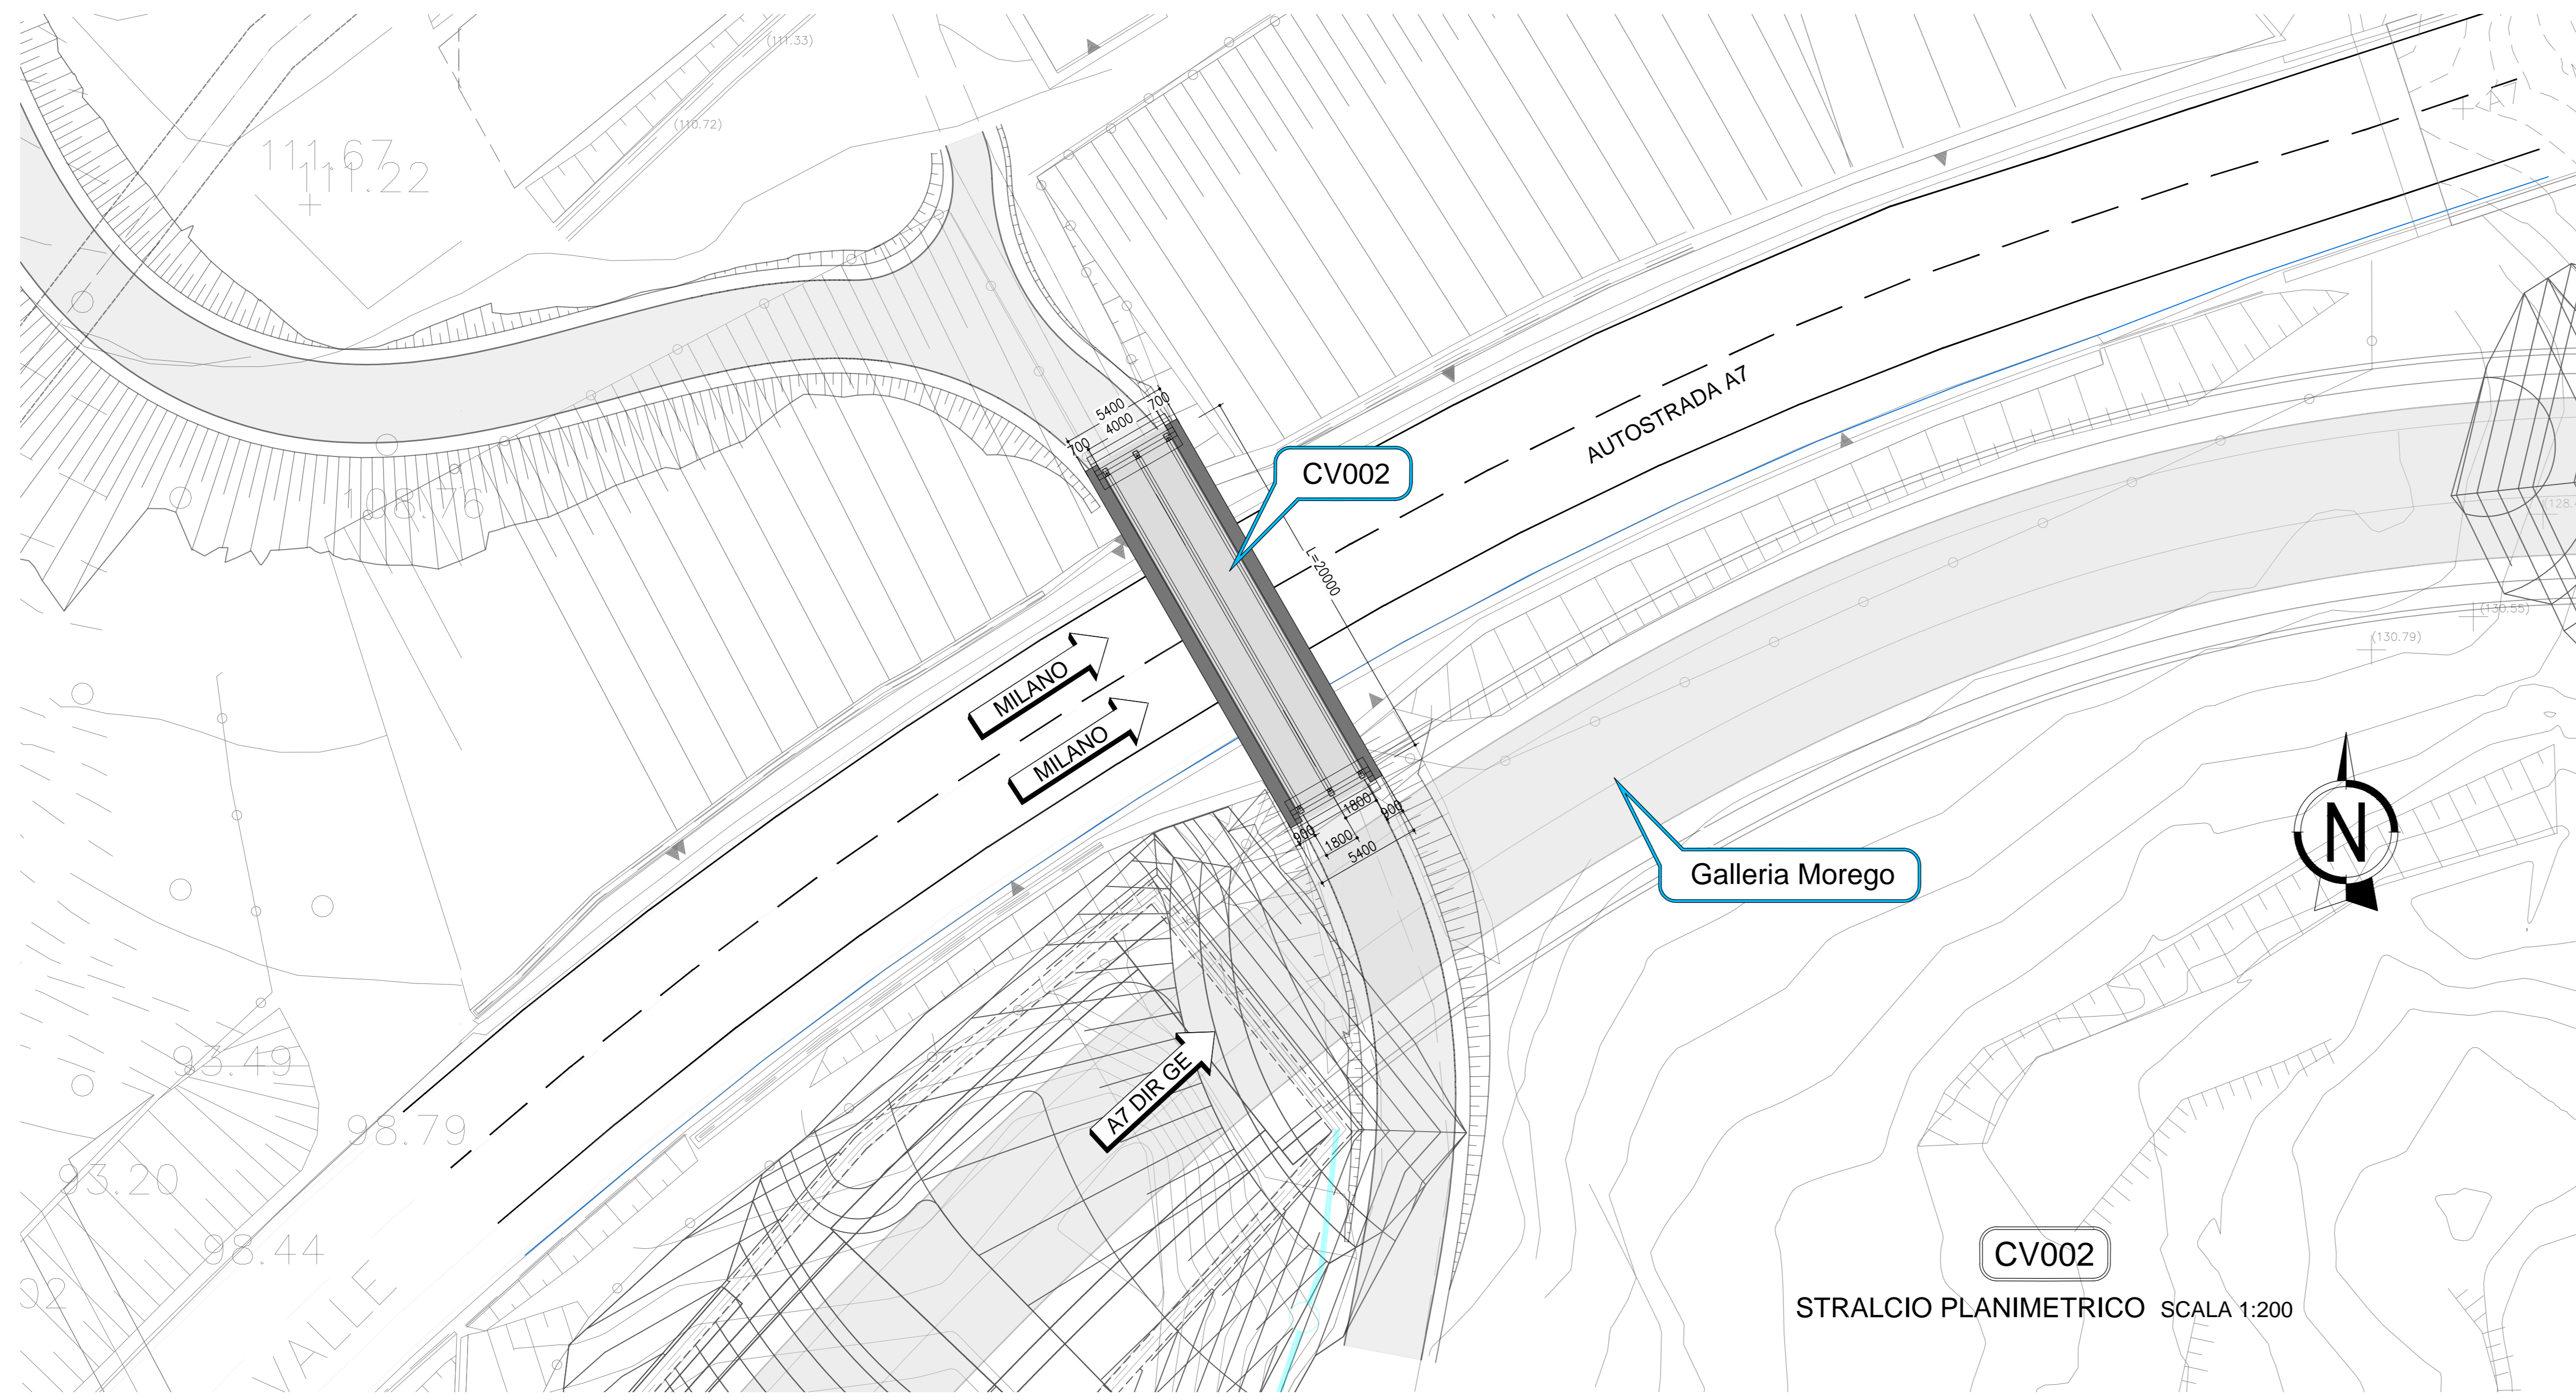 (111.33)
A7
(110.72)
111.67
111.22
AUTOSTRADA A7
5400
700
4000
700
CV002
108.76
L=20000
(130.55)
(130.79)
MILANO
MILANO
1800
900
900
1800
5400
Galleria Morego
N
93.49
A7 DIR GE
98.79
93.20
98.44
CV002
VALLE
STRALCIO PLANIMETRICO SCALA 1:200